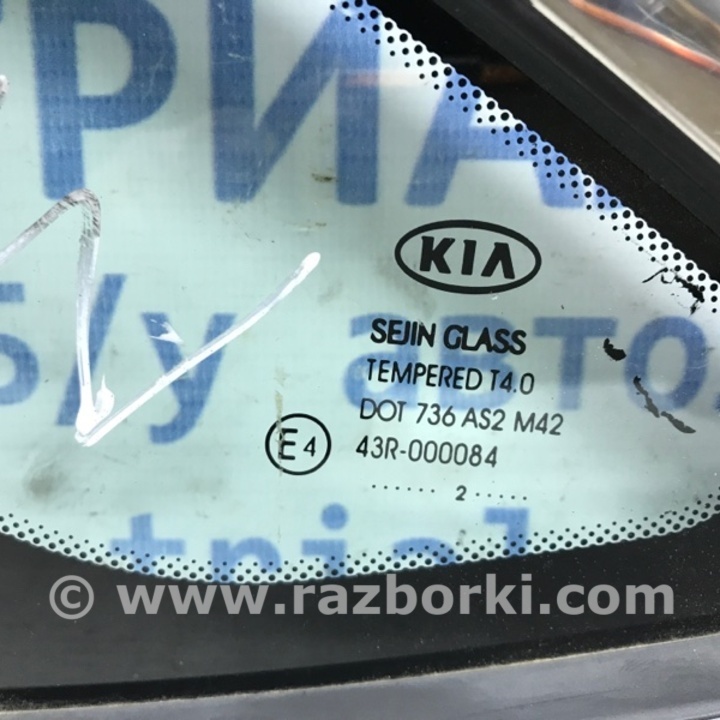 РИА
KIA
SEJIN GLASS
б/у авто
TEMPERED T4.0
DOT 736 AS2 M42
E4 43R-000084
...... 2 .....
trial
© www.razborki.com